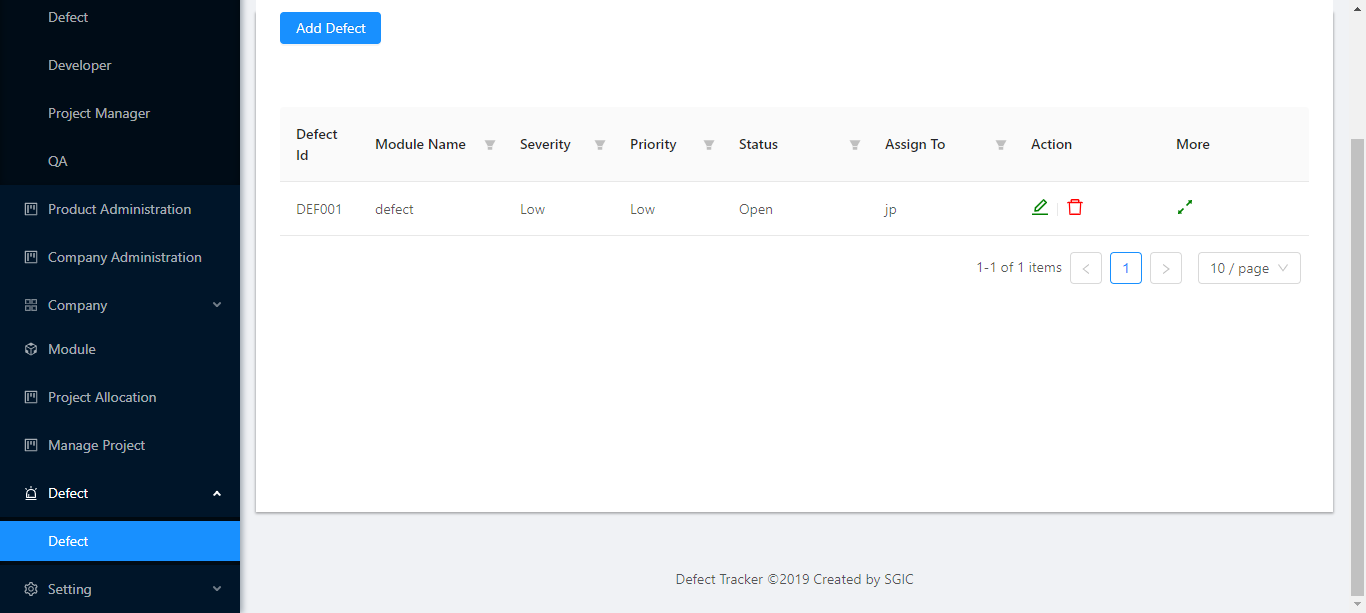 Defect
Developer
Project Manager
QA
Product Administration
Company Administration
Company
Module
Project Allocation
Manage Project
Defect
Defect
Setting
Add Defect
Defect Id Module Name Severity Priority Status Assign To Action More
DEF001 defect Low Low Open jp
1-1 of 1 items 1 10 / page
Defect Tracker ©2019 Created by SGIC